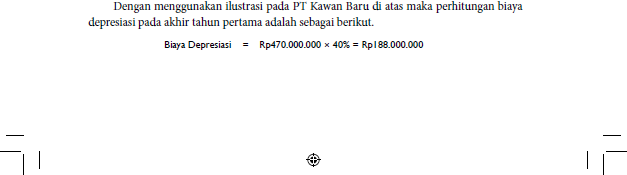 Dengan menggunakan ilustrasi pada PT Kawan Baru di atas maka perhitungan biaya
depresiasi pada akhir tahun pertama adalah sebagai berikut.
Biaya Depresiasi = Rp470.000.000 × 40% = Rp188.000.000